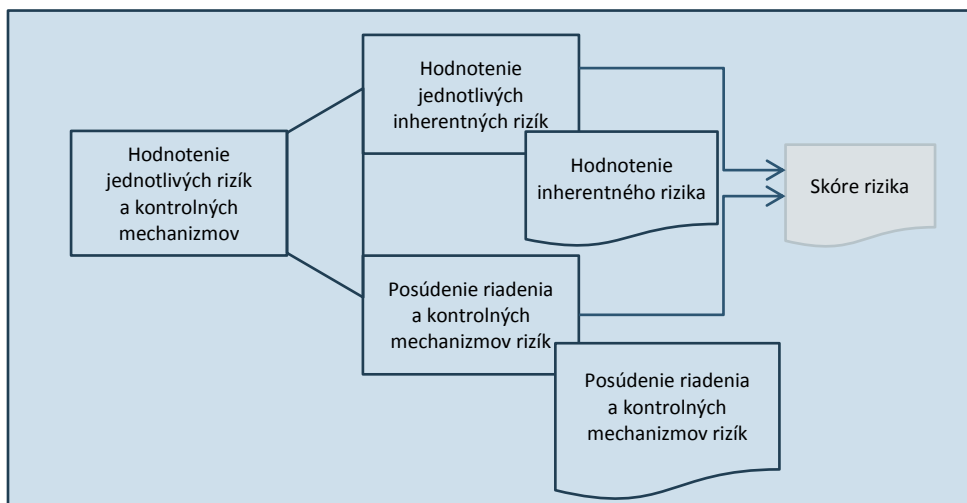 Hodnotenie
jednotlivých rizík
a kontrolných
mechanizmov
Hodnotenie
jednotlivých
inherentných rizík
Hodnotenie
inherentného rizika
Posúdenie riadenia
a kontrolných
mechanizmov rizík
Posúdenie riadenia
a kontrolných
mechanizmov rizík
Skóre rizika